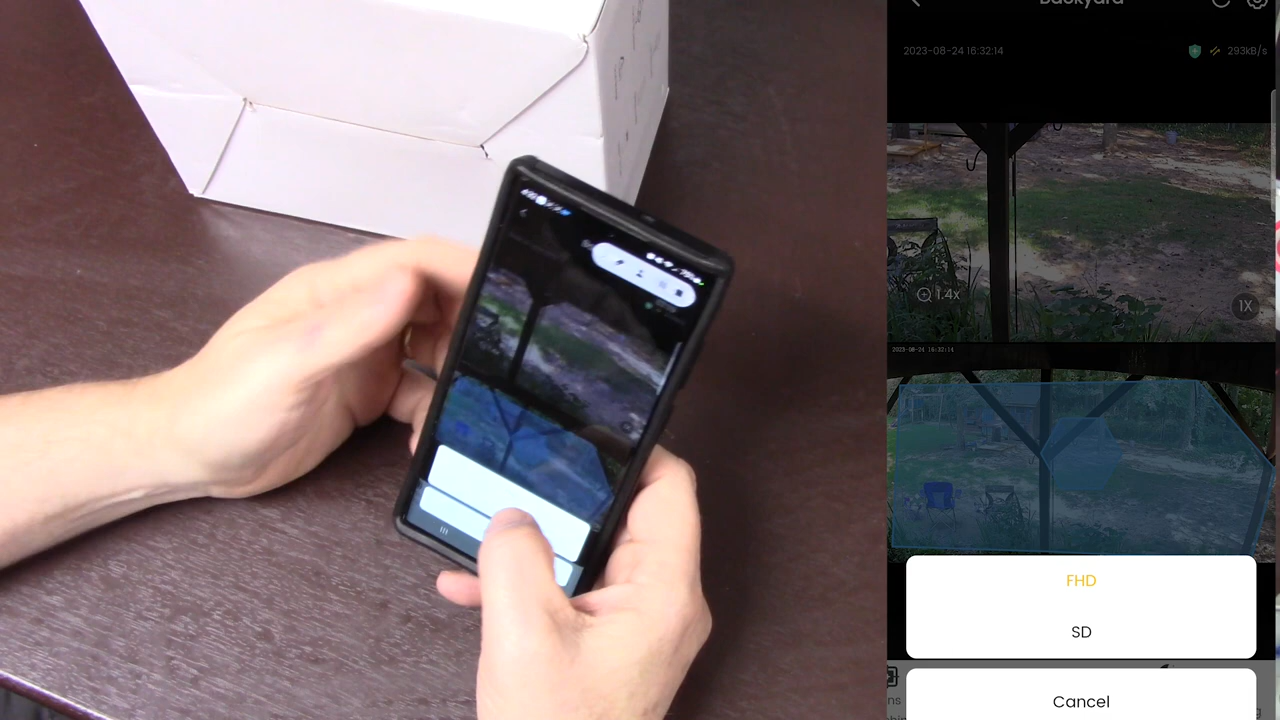 Backyard
2023-08-24 16:32:14
293kB/s
1.4x
1X
2023-08-24 16:32:14
FHD
SD
Cancel